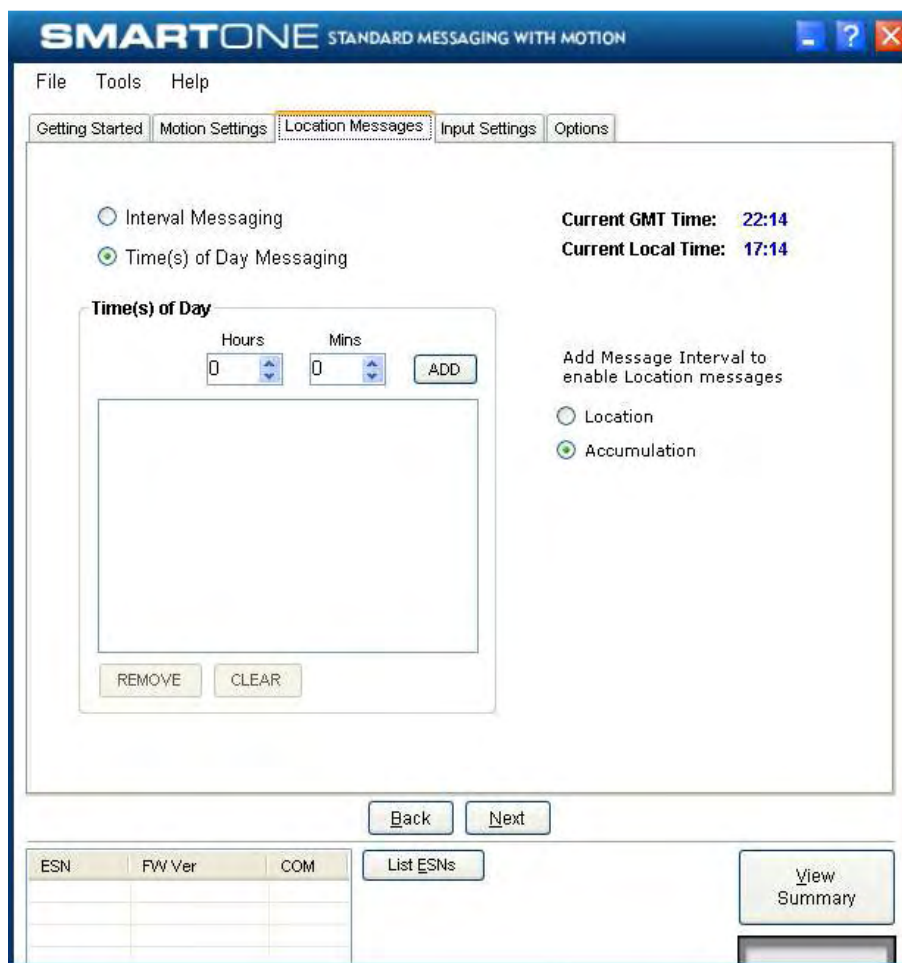 SMARTONE STANDARD MESSAGING WITH MOTION
File Tools Help
Getting Started Motion Settings Location Messages Input Settings Options
Interval Messaging
Time(s) of Day Messaging
Current GMT Time: 22:14
Current Local Time: 17:14
Time(s) of Day
Hours Mins
0 0 ADD
Add Message Interval to
enable Location messages
Location
Accumulation
REMOVE CLEAR
Back Next
ESN FW Ver COM
List ESNs
View
Summary